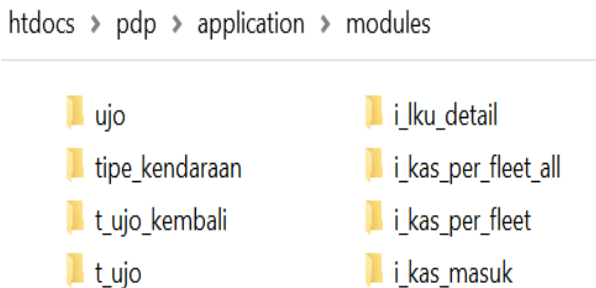 htdocs > pdp > application > modules
ujo
i_lku_detail
tipe_kendaraan
i_kas_per_fleet_all
t_ujo_kembali
i_kas_per_fleet
t_ujo
i_kas_masuk